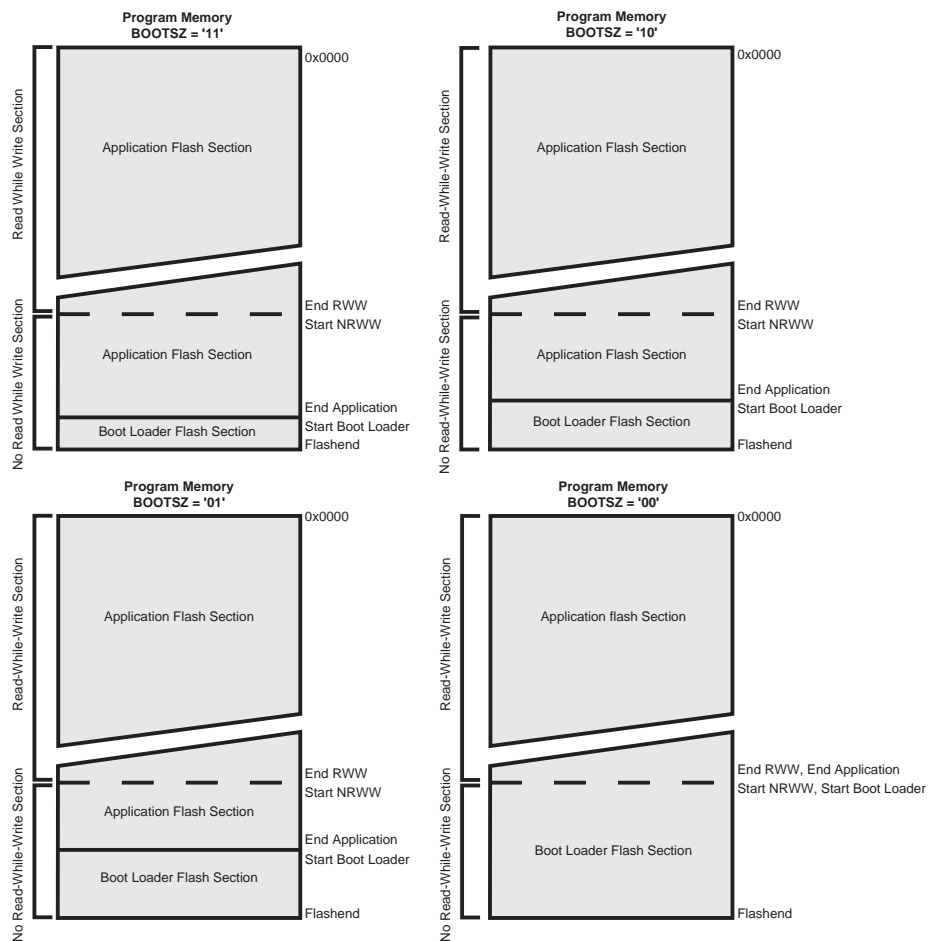 Program Memory
BOOTSZ = '11'
0x0000
Read While Write Section
Application Flash Section
End RWW
Start NRWW
No Read While Write Section
Application Flash Section
End Application
Start Boot Loader
Boot Loader Flash Section
Flashend
Program Memory
BOOTSZ = '10'
0x0000
Read-While-Write Section
Application Flash Section
End RWW
Start NRWW
No Read-While-Write Section
Application Flash Section
End Application
Start Boot Loader
Boot Loader Flash Section
Flashend
Program Memory
BOOTSZ = '01'
0x0000
Read-While-Write Section
Application Flash Section
End RWW
Start NRWW
No Read-While-Write Section
Application Flash Section
End Application
Start Boot Loader
Boot Loader Flash Section
Flashend
Program Memory
BOOTSZ = '00'
0x0000
Read-While-Write Section
Application flash Section
End RWW, End Application
Start NRWW, Start Boot Loader
No Read-While-Write Section
Boot Loader Flash Section
Flashend